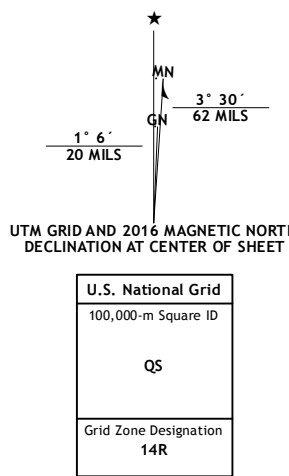 ★
MN
3° 30´
62 MILS
GN
1° 6´
20 MILS
UTM GRID AND 2016 MAGNETIC NORTH
DECLINATION AT CENTER OF SHEET
U.S. National Grid
100,000-m Square ID
QS
Grid Zone Designation
14R